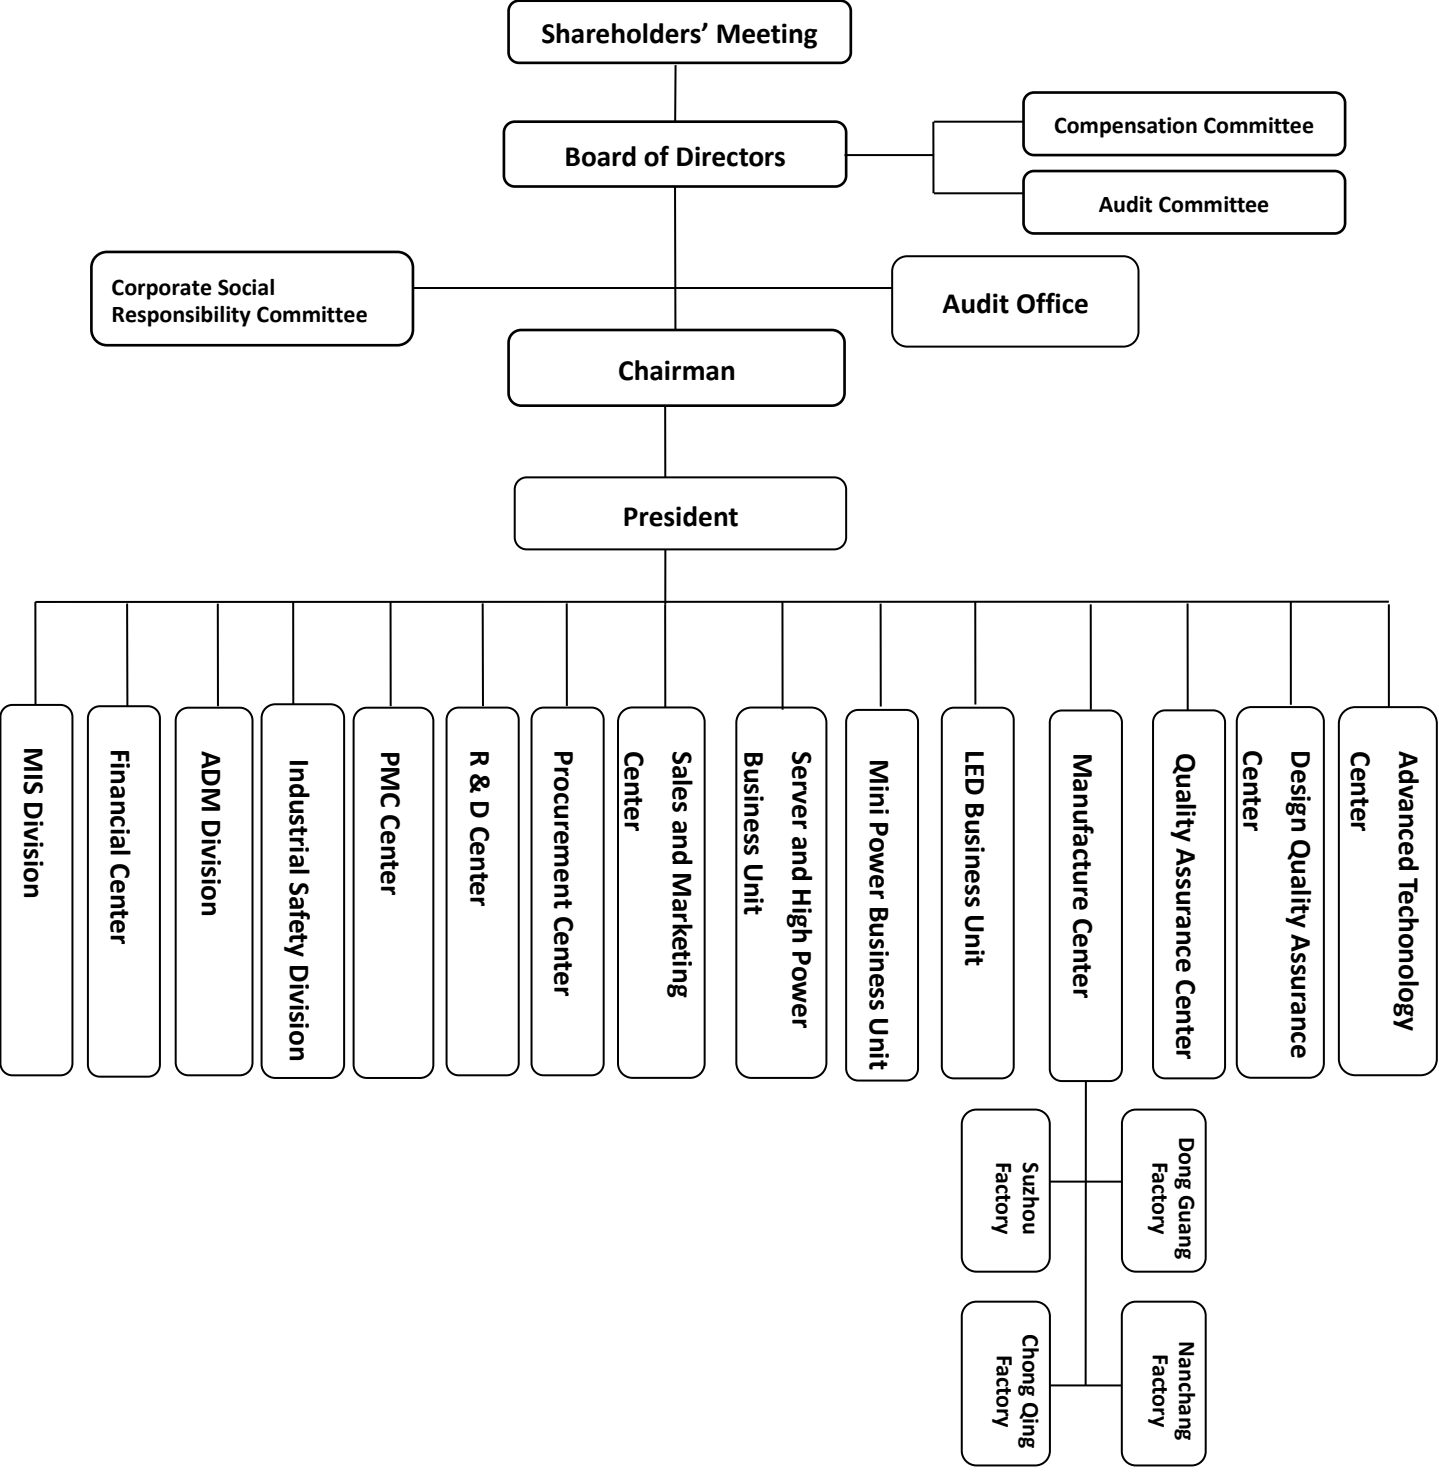 Shareholders’ Meeting
Compensation Committee
Board of Directors
Audit Committee
Corporate Social
Responsibility Committee
Audit Office
Chairman
President
MIS Division
Financial Center
ADM Division
Industrial Safety Division
PMC Center
R & D Center
Procurement Center
Sales and Marketing
Center
Server and High Power
Business Unit
Mini Power Business Unit
LED Business Unit
Manufacture Center
Quality Assurance Center
Design Quality Assurance
Center
Advanced Techonology
Center
Suzhou
Factory
Dong Guang
Factory
Chong Qing
Factory
Nanchang
Factory